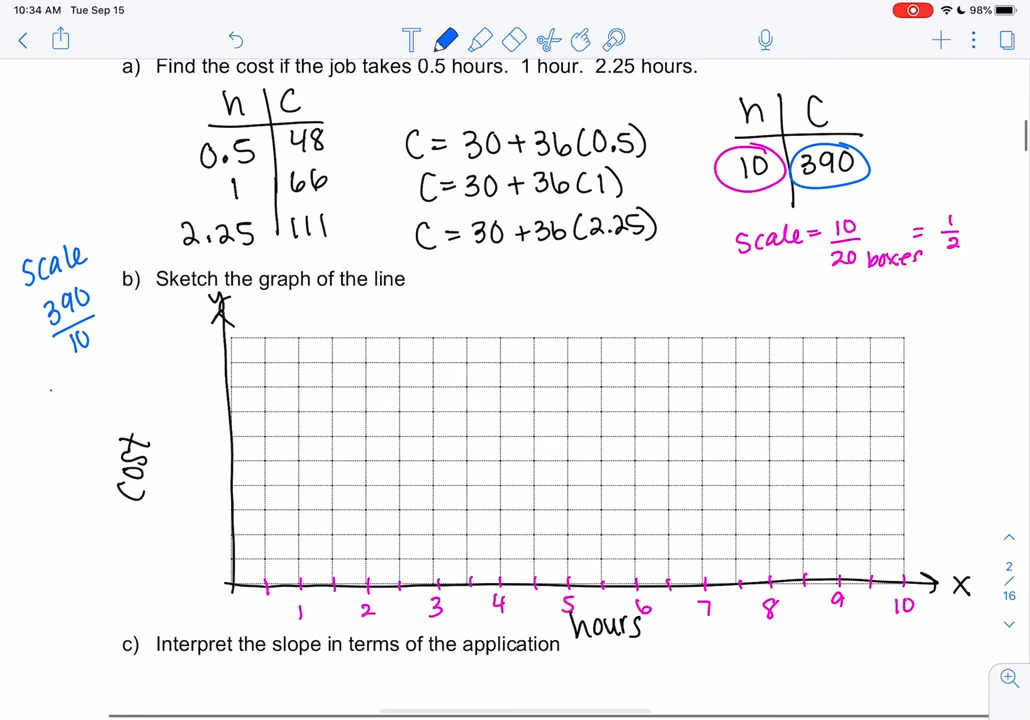 10:34 AM Tue Sep 15
98%
T
a) Find the cost if the job takes 0.5 hours. 1 hour. 2.25 hours.
h C
0.5 48
1 66
2.25 111
C = 30 + 36(0.5)
C = 30 + 36(1)
C = 30 + 36(2.25)
h C
10 390
scale = 10/20 boxes = 1/2
scale
390
10
b) Sketch the graph of the line
y
cost
x
1 2 3 4 5 6 7 8 9 10
hours
c) Interpret the slope in terms of the application
2
/
16